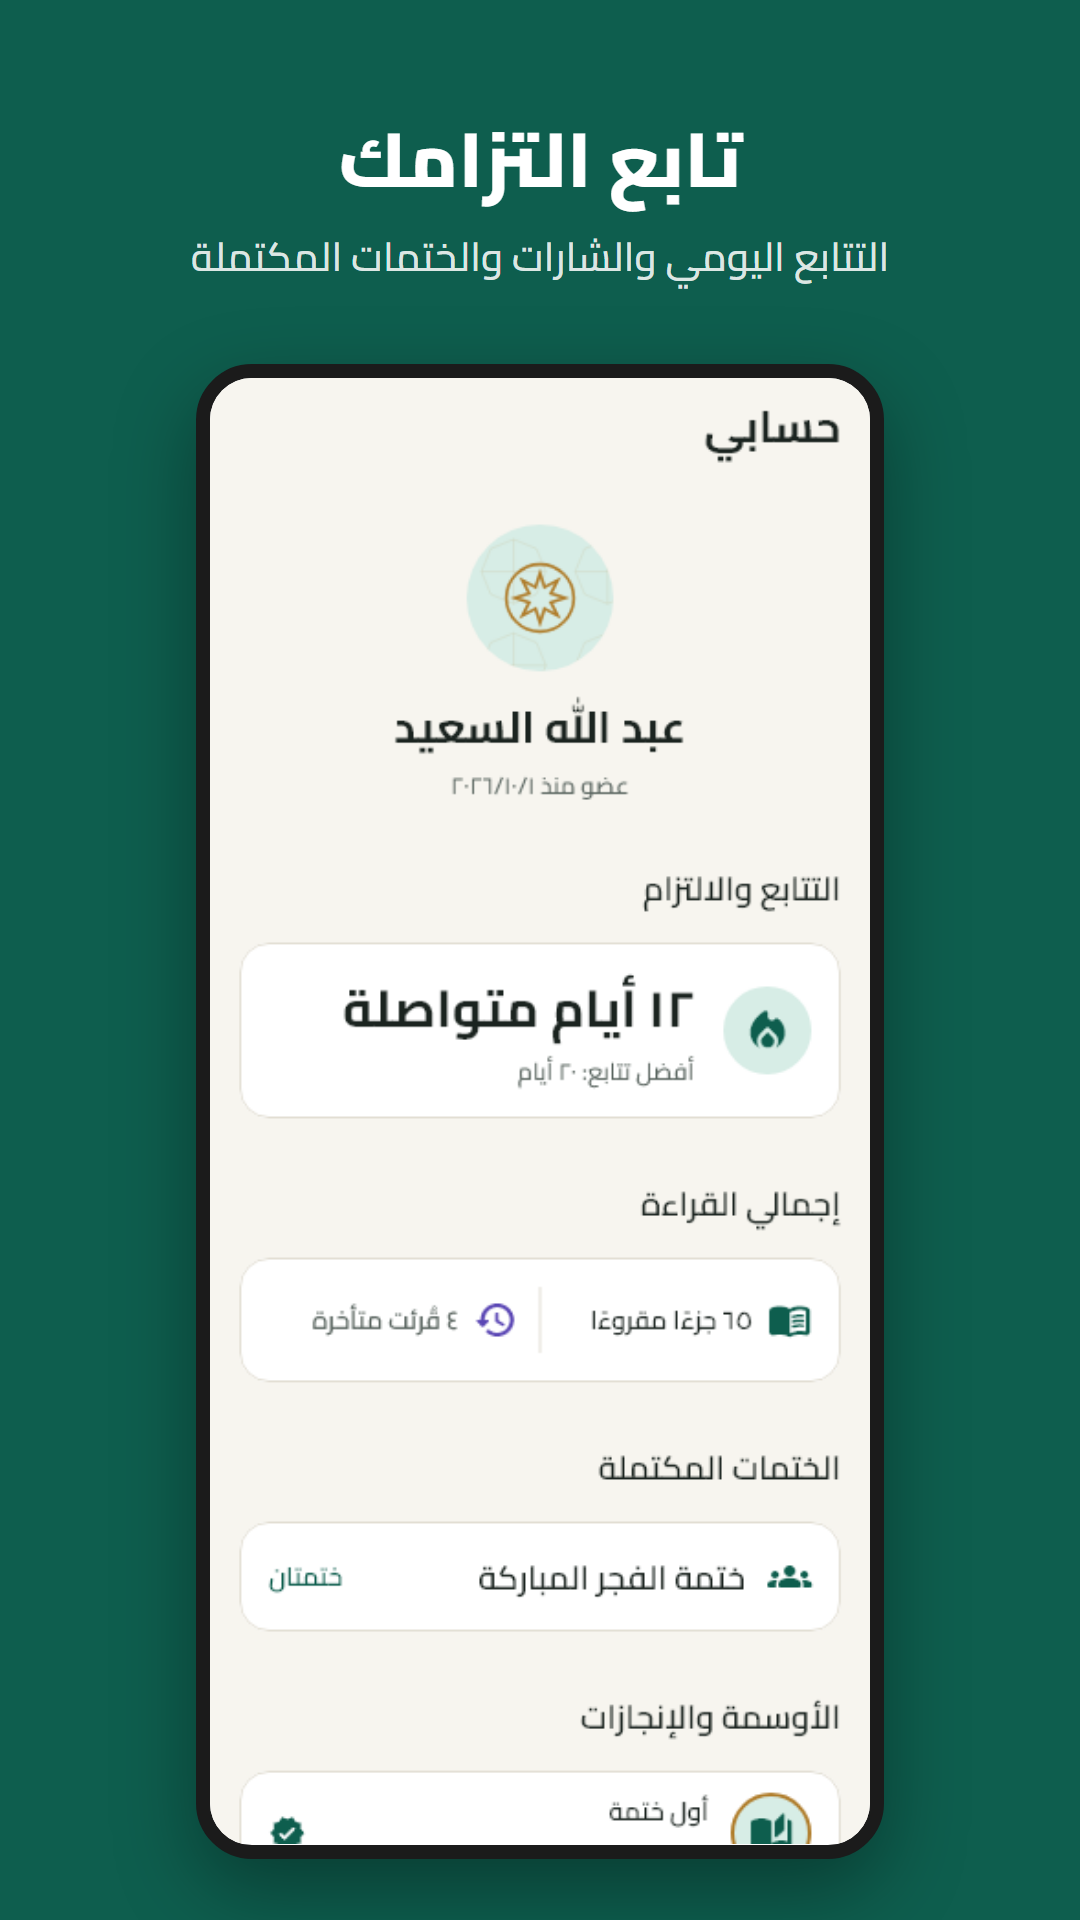 تابع التزامك
التتابع اليومي والشارات والختمات المكتملة
حسابي
عبد الله السعيد
عضو منذ ٢٠٢٦/١٠/١
التتابع والالتزام
١٢ أيام متواصلة
أفضل تتابع: ٢٠ أيام
إجمالي القراءة
٦٥ جزءًا مقروءًا
٤ قُرئت متأخرة
الختمات المكتملة
ختمة الفجر المباركة
ختمتان
الأوسمة والإنجازات
أول ختمة